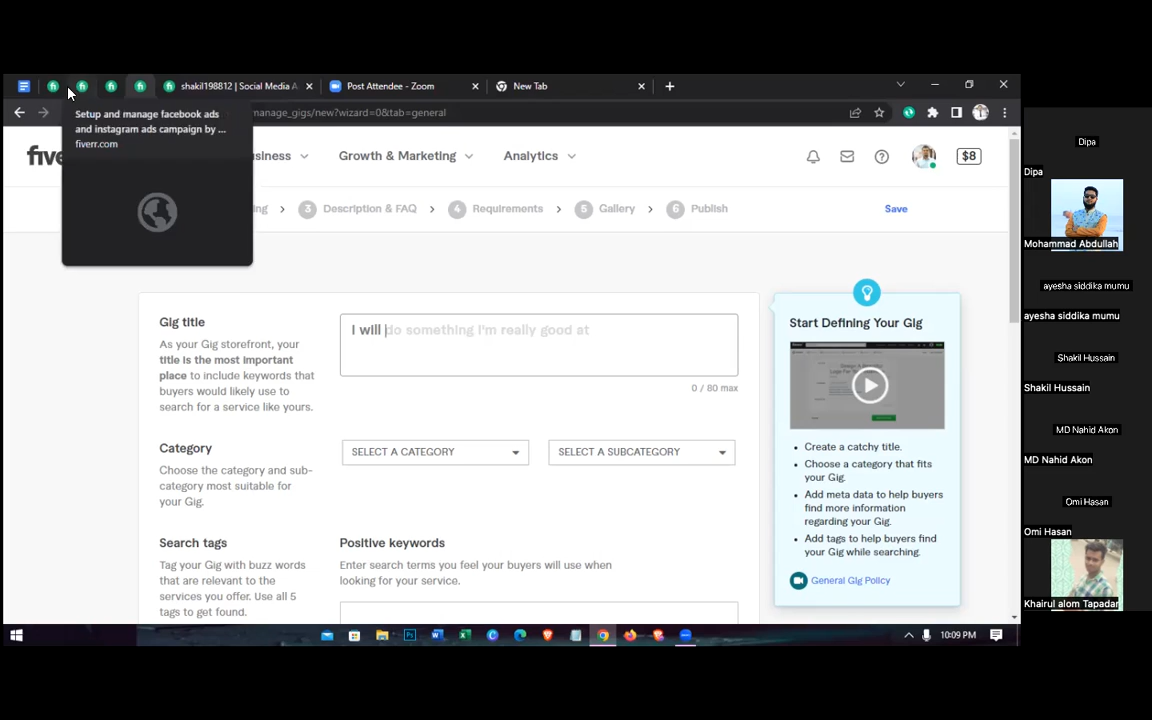 shakil198812 | Social Media A
Post Attendee - Zoom
New Tab
Setup and manage facebook ads
and instagram ads campaign by ...
fiverr.com
manage_gigs/new?wizard=0&tab=general
five
usiness
Growth & Marketing
Analytics
$8
ing
3 Description & FAQ
4 Requirements
5 Gallery
6 Publish
Save
Gig title
As your Gig storefront, your
title is the most important
place to include keywords that
buyers would likely use to
search for a service like yours.
I will do something I'm really good at
0 / 80 max
Category
Choose the category and sub-
category most suitable for
your Gig.
SELECT A CATEGORY
SELECT A SUBCATEGORY
Search tags
Tag your Gig with buzz words
that are relevant to the
services you offer. Use all 5
tags to get found.
Positive keywords
Enter search terms you feel your buyers will use when
looking for your service.
Start Defining Your Gig
Create a catchy title.
Choose a category that fits
your Gig.
Add meta data to help buyers
find more information
regarding your Gig.
Add tags to help buyers find
your Gig while searching.
General Gig Policy
10:09 PM
Dipa
Dipa
Mohammad Abdullah
ayesha siddika mumu
ayesha siddika mumu
Shakil Hussain
Shakil Hussain
MD Nahid Akon
MD Nahid Akon
Omi Hasan
Omi Hasan
Khairul alom Tapadar